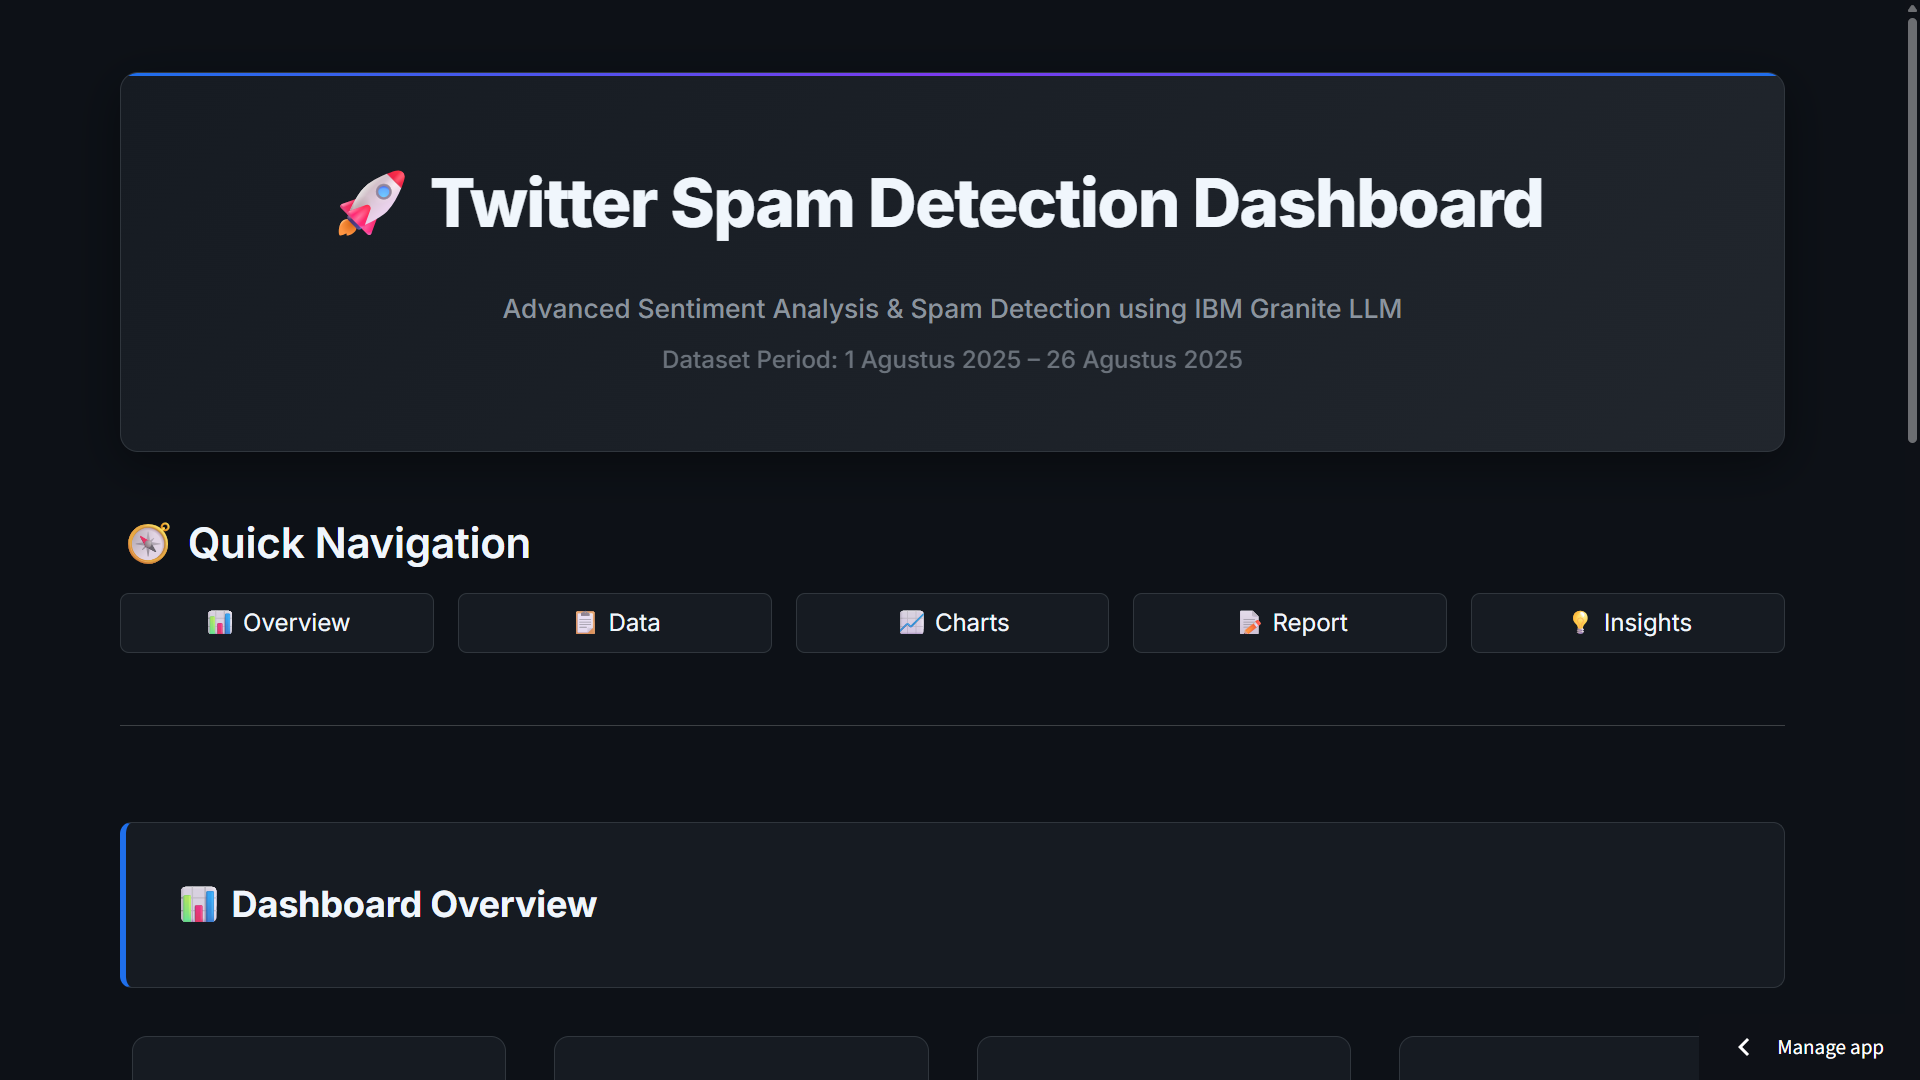 🚀 Twitter Spam Detection Dashboard
Advanced Sentiment Analysis & Spam Detection using IBM Granite LLM
Dataset Period: 1 Agustus 2025 – 26 Agustus 2025
🧭 Quick Navigation
📊 Overview
📋 Data
📈 Charts
📝 Report
💡 Insights
📊 Dashboard Overview
Manage app